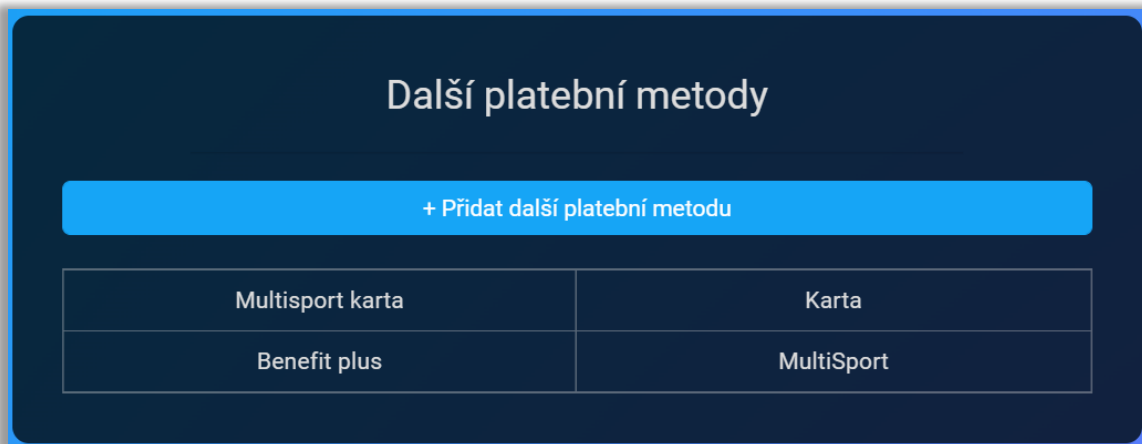 Další platební metody
+ Přidat další platební metodu
Multisport karta
Karta
Benefit plus
MultiSport